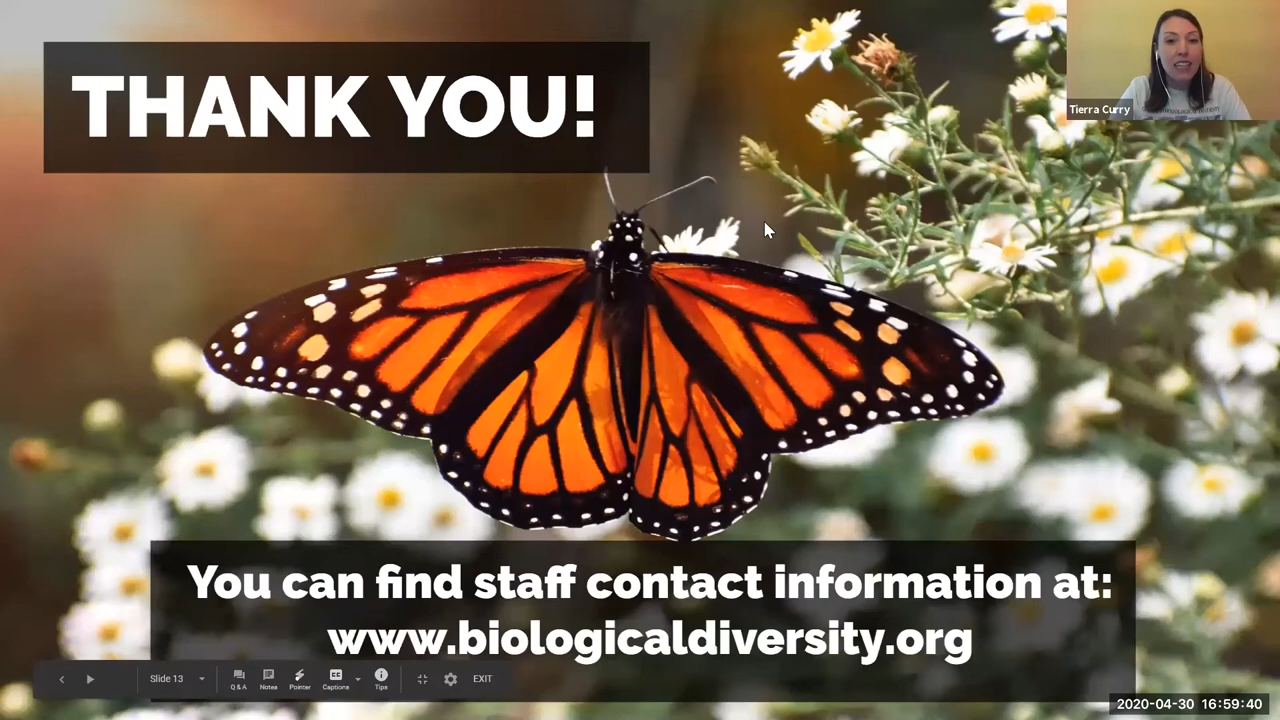 THANK YOU!
Tierra Curry
You can find staff contact information at:
www.biologicaldiversity.org
Slide 13
Q & A
Notes
Pointer
CC
Captions
Tips
EXIT
2020-04-30 16:59:40